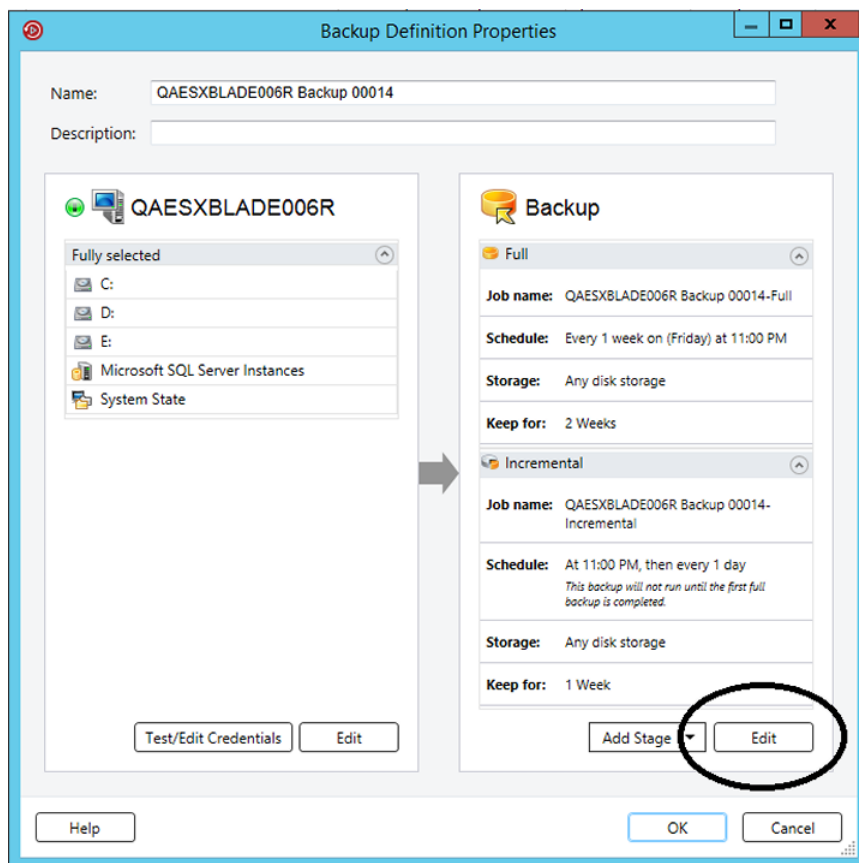 Backup Definition Properties
Name: QAESXBLADE006R Backup 00014
Description:
QAESXBLADE006R
Fully selected
C:
D:
E:
Microsoft SQL Server Instances
System State
Test/Edit Credentials Edit
Backup
Full
Job name: QAESXBLADE006R Backup 00014-Full
Schedule: Every 1 week on (Friday) at 11:00 PM
Storage: Any disk storage
Keep for: 2 Weeks
Incremental
Job name: QAESXBLADE006R Backup 00014-
Incremental
Schedule: At 11:00 PM, then every 1 day
This backup will not run until the first full
backup is completed.
Storage: Any disk storage
Keep for: 1 Week
Add Stage Edit
Help OK Cancel